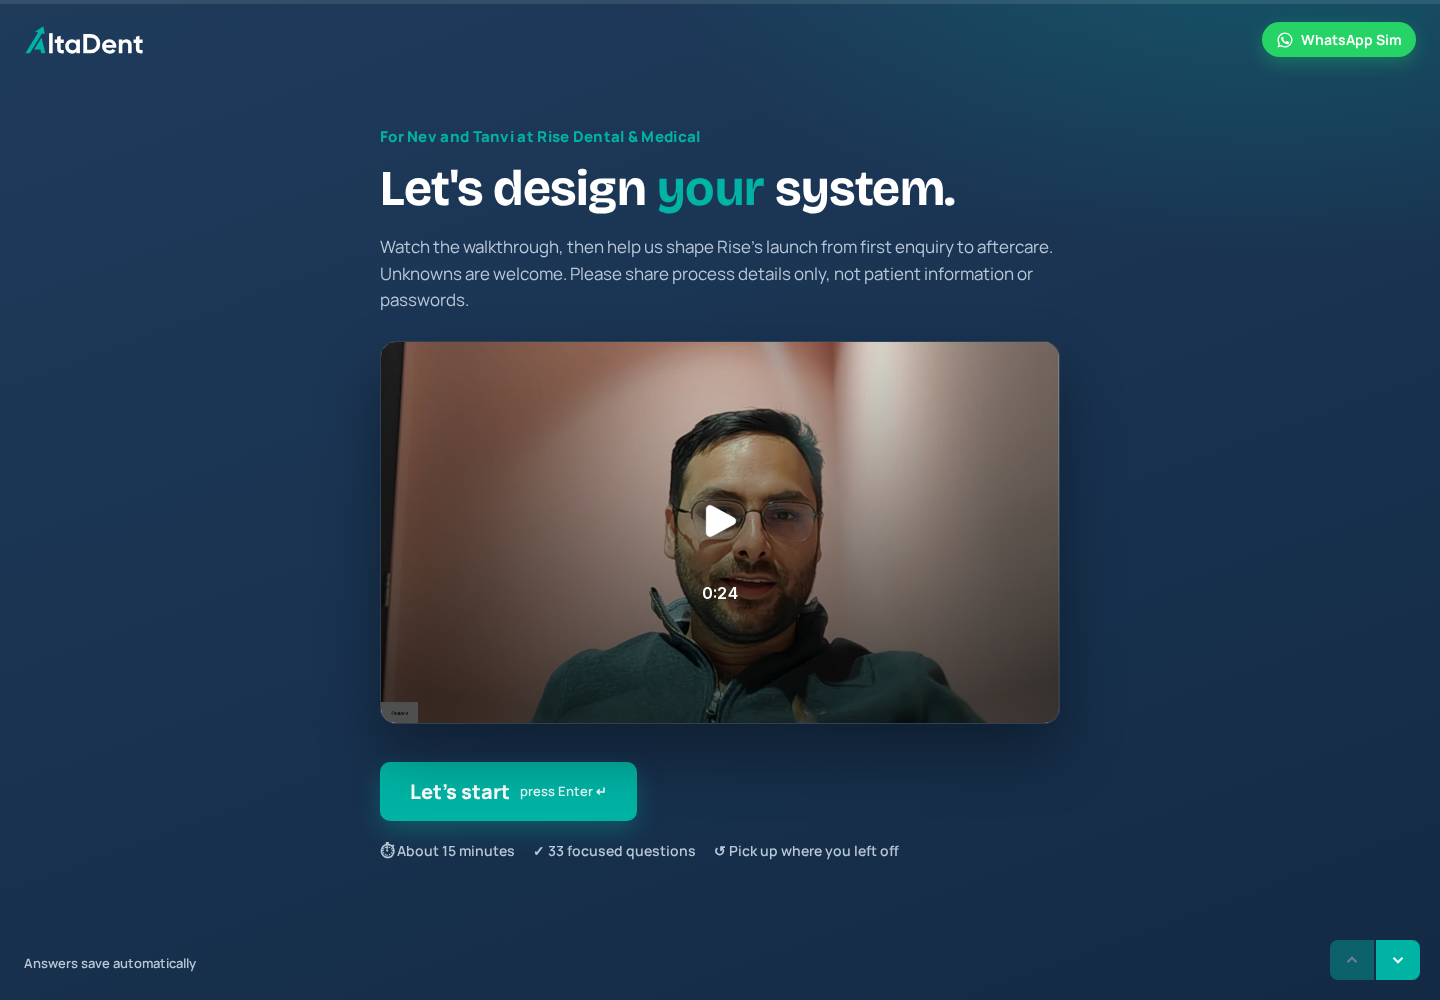 AltaDent
WhatsApp Sim
For Nev and Tanvi at Rise Dental & Medical
Let's design your system.
Watch the walkthrough, then help us shape Rise's launch from first enquiry to aftercare.
Unknowns are welcome. Please share process details only, not patient information or
passwords.
0:24
Let's start press Enter ↵
⏱ About 15 minutes ✓ 33 focused questions ↺ Pick up where you left off
Answers save automatically